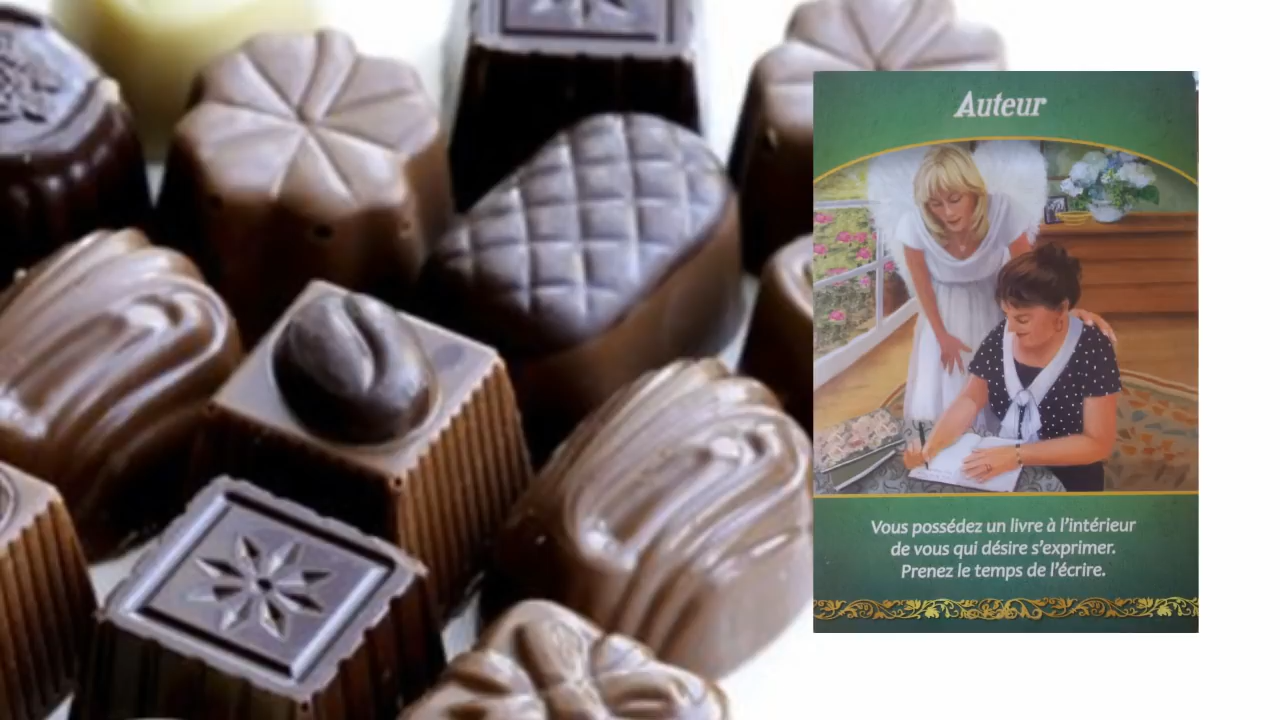 Auteur
Vous possédez un livre à l'intérieur
de vous qui désire s'exprimer.
Prenez le temps de l'écrire.